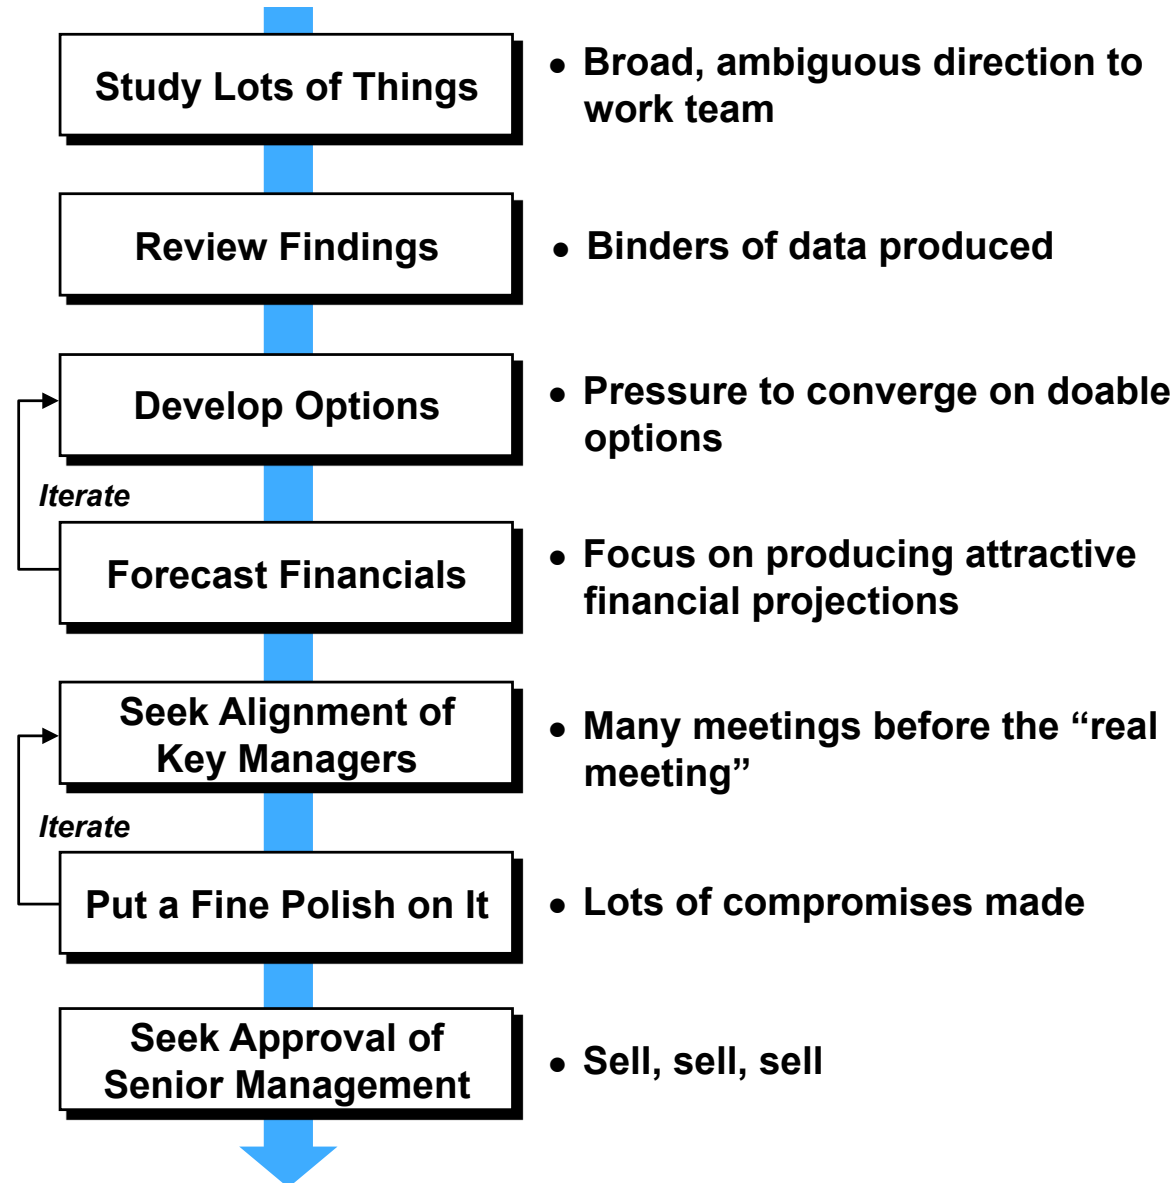 Study Lots of Things
• Broad, ambiguous direction to
work team
Review Findings
• Binders of data produced
Develop Options
• Pressure to converge on doable
options
Iterate
Forecast Financials
• Focus on producing attractive
financial projections
Seek Alignment of
Key Managers
• Many meetings before the “real
meeting”
Iterate
Put a Fine Polish on It
• Lots of compromises made
Seek Approval of
Senior Management
• Sell, sell, sell